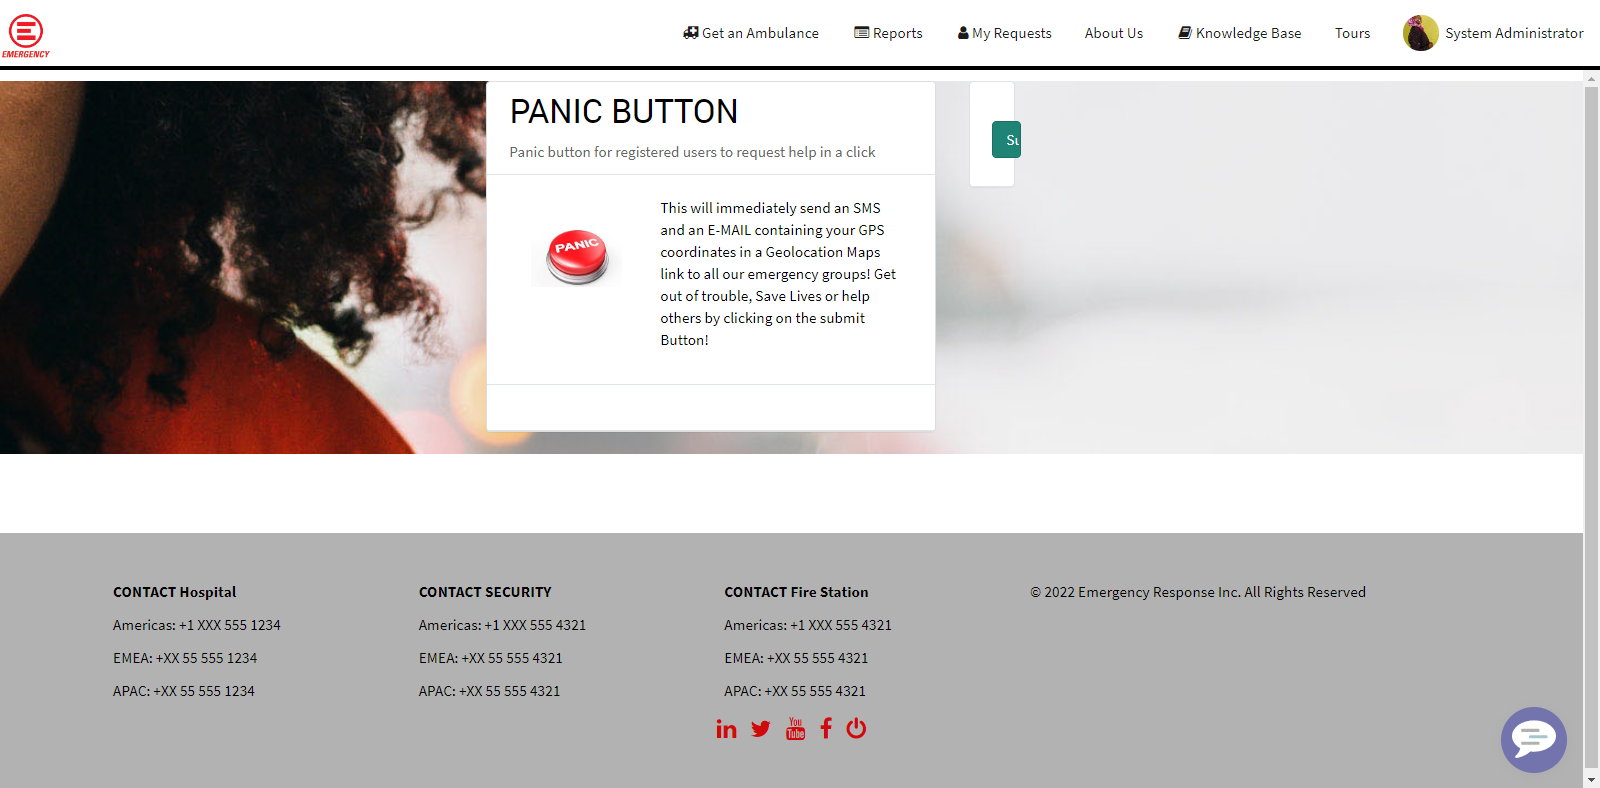 EMERGENCY
Get an Ambulance
Reports
My Requests
About Us
Knowledge Base
Tours
System Administrator
PANIC BUTTON
Panic button for registered users to request help in a click
PANIC
This will immediately send an SMS
and an E-MAIL containing your GPS
coordinates in a Geolocation Maps
link to all our emergency groups! Get
out of trouble, Save Lives or help
others by clicking on the submit
Button!
CONTACT Hospital
Americas: +1 XXX 555 1234
EMEA: +XX 55 555 1234
APAC: +XX 55 555 1234
CONTACT SECURITY
Americas: +1 XXX 555 4321
EMEA: +XX 55 555 4321
APAC: +XX 55 555 4321
CONTACT Fire Station
Americas: +1 XXX 555 4321
EMEA: +XX 55 555 4321
APAC: +XX 55 555 4321
© 2022 Emergency Response Inc. All Rights Reserved
in
You
Tube